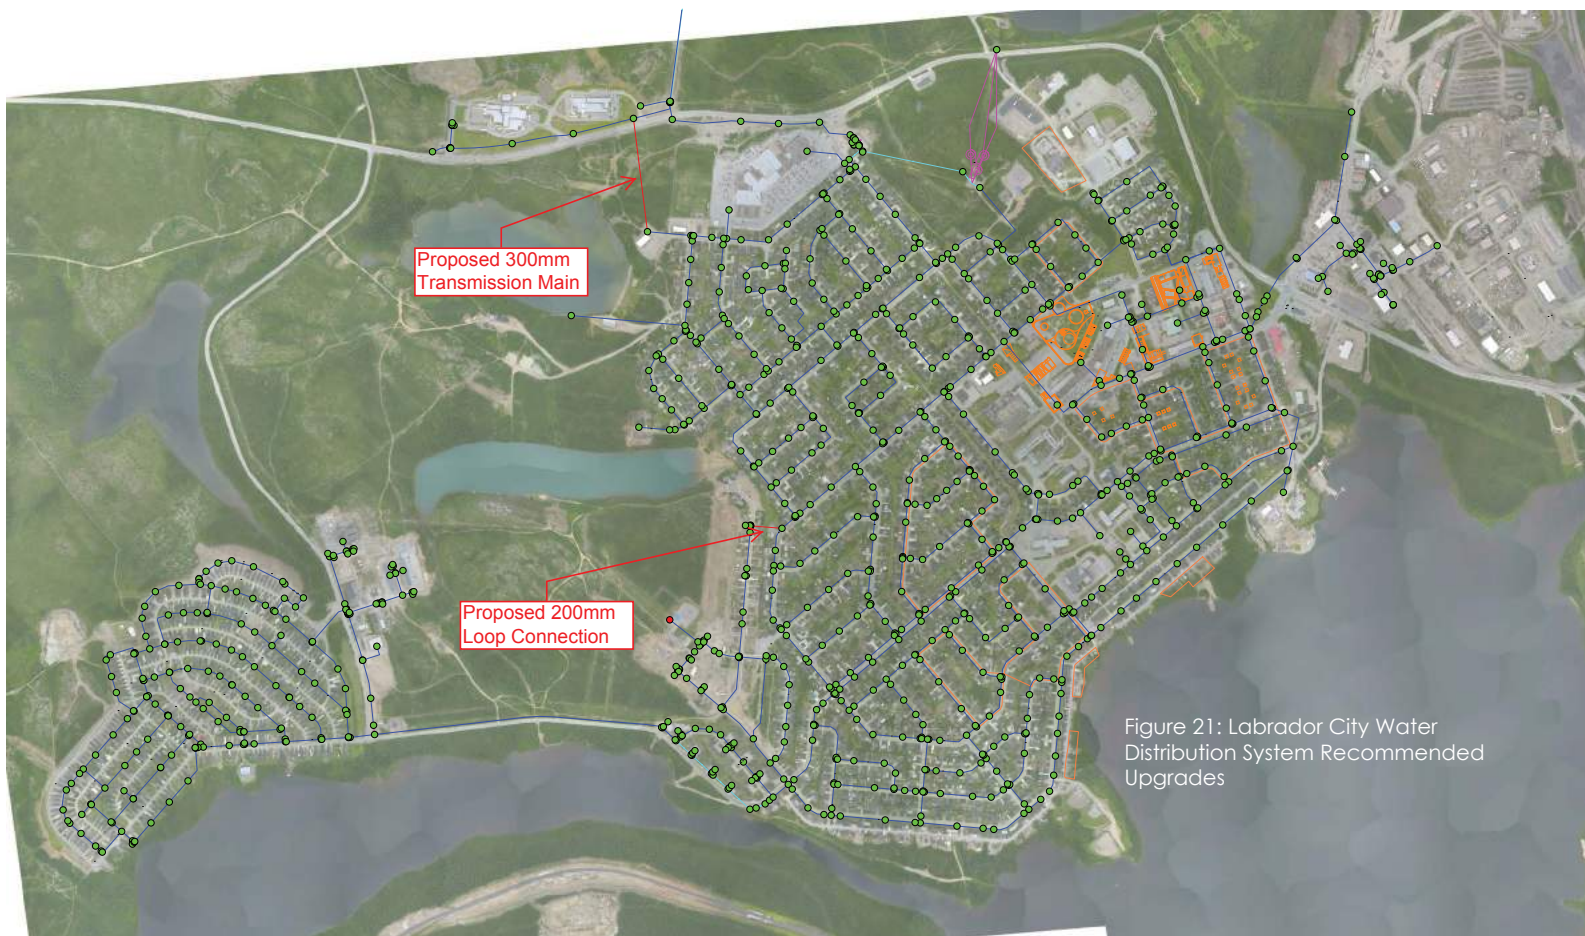 Proposed 300mm
Transmission Main
Proposed 200mm
Loop Connection
Figure 21: Labrador City Water
Distribution System Recommended
Upgrades